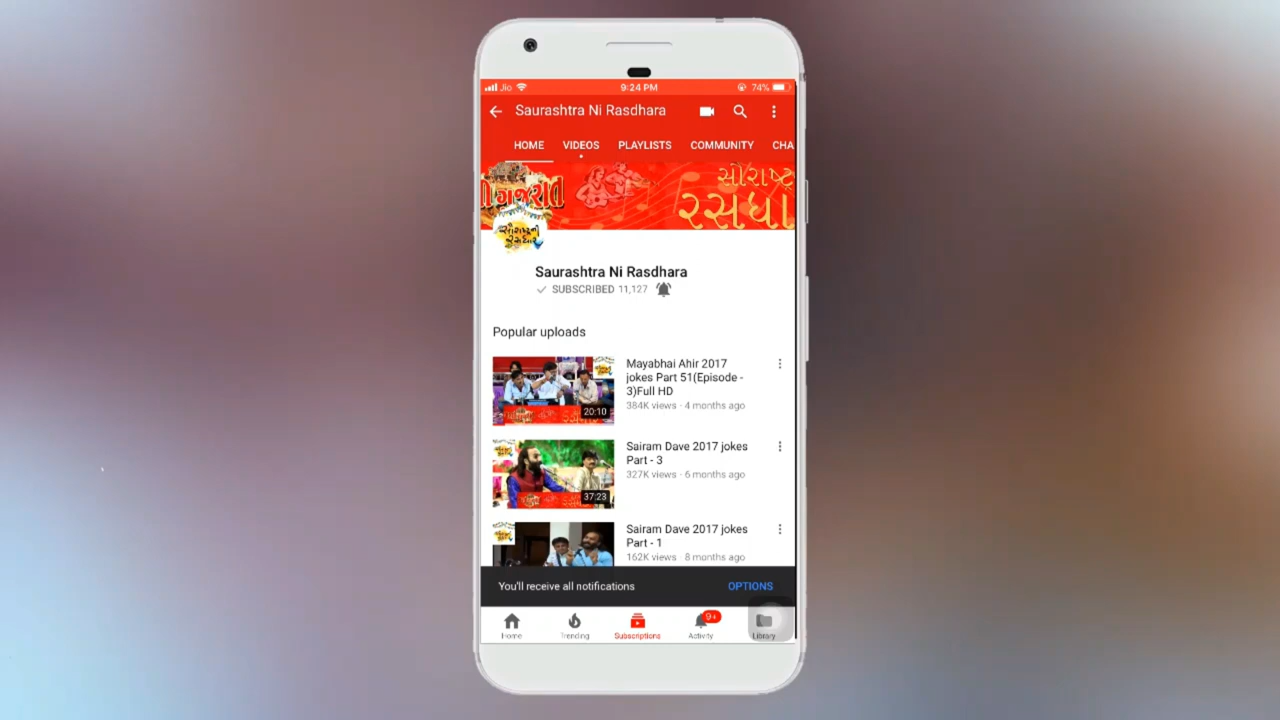 Jio 9:24 PM 74%
Saurashtra Ni Rasdhara
HOME VIDEOS PLAYLISTS COMMUNITY CHA
ગુજરાત
સૌરાષ્ટ્ર
રસધા
Saurashtra Ni Rasdhara
SUBSCRIBED 11,127
Popular uploads
Mayabhai Ahir 2017
jokes Part 51(Episode -
3)Full HD
384K views · 4 months ago
20:10
Sairam Dave 2017 jokes
Part - 3
327K views · 6 months ago
37:23
Sairam Dave 2017 jokes
Part - 1
162K views · 8 months ago
You'll receive all notifications OPTIONS
9+
Home Trending Subscriptions Activity Library